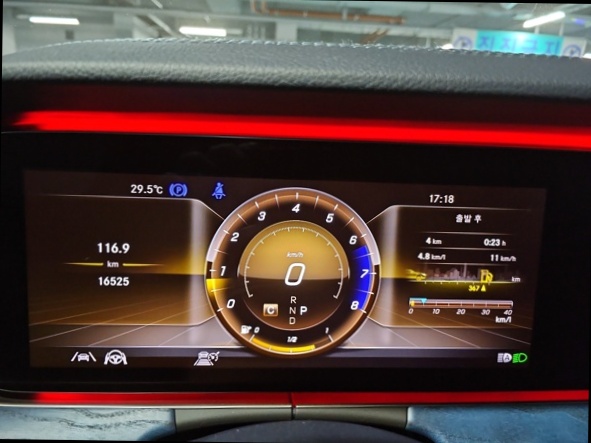 29.5°C
P
17:18
출발 후
4 km 0:23 h
4.8 km/l 11 km/h
367
0 10 20 30 40
km/l
116.9
km
16525
0 1 2 3 4 5 6 7 8
km/h
0
R
C N P
D
0 1/2 1